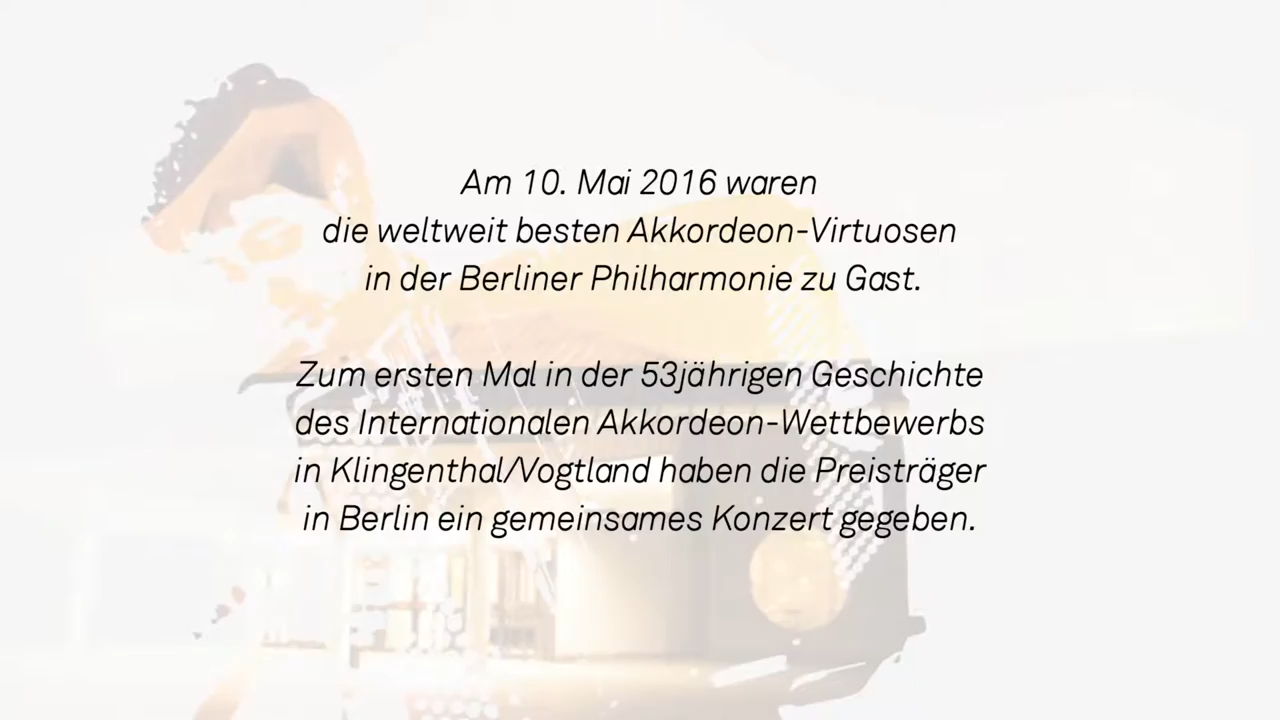 Am 10. Mai 2016 waren
die weltweit besten Akkordeon-Virtuosen
in der Berliner Philharmonie zu Gast.
Zum ersten Mal in der 53jährigen Geschichte
des Internationalen Akkordeon-Wettbewerbs
in Klingenthal/Vogtland haben die Preisträger
in Berlin ein gemeinsames Konzert gegeben.